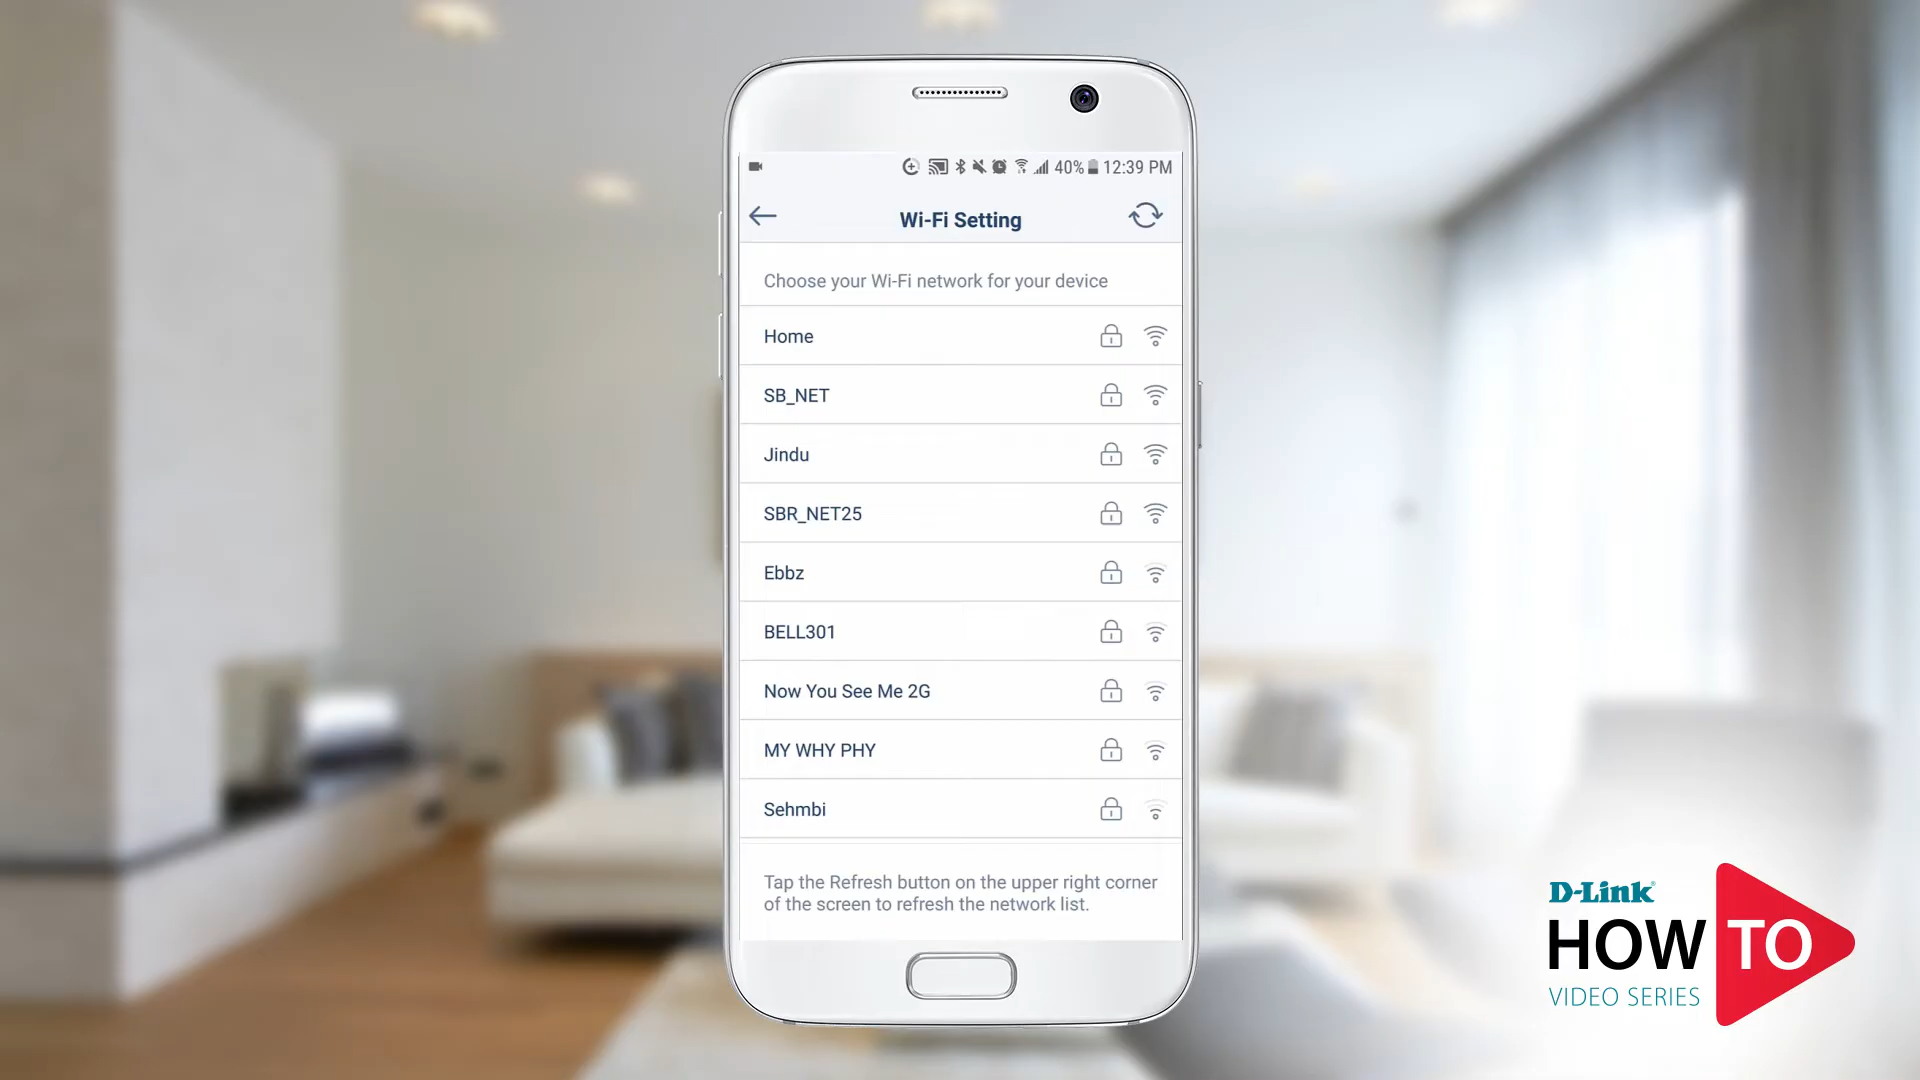 40% 12:39 PM
Wi-Fi Setting
Choose your Wi-Fi network for your device
Home
SB_NET
Jindu
SBR_NET25
Ebbz
BELL301
Now You See Me 2G
MY WHY PHY
Sehmbi
Tap the Refresh button on the upper right corner
of the screen to refresh the network list.
D-Link®
HOW TO
VIDEO SERIES